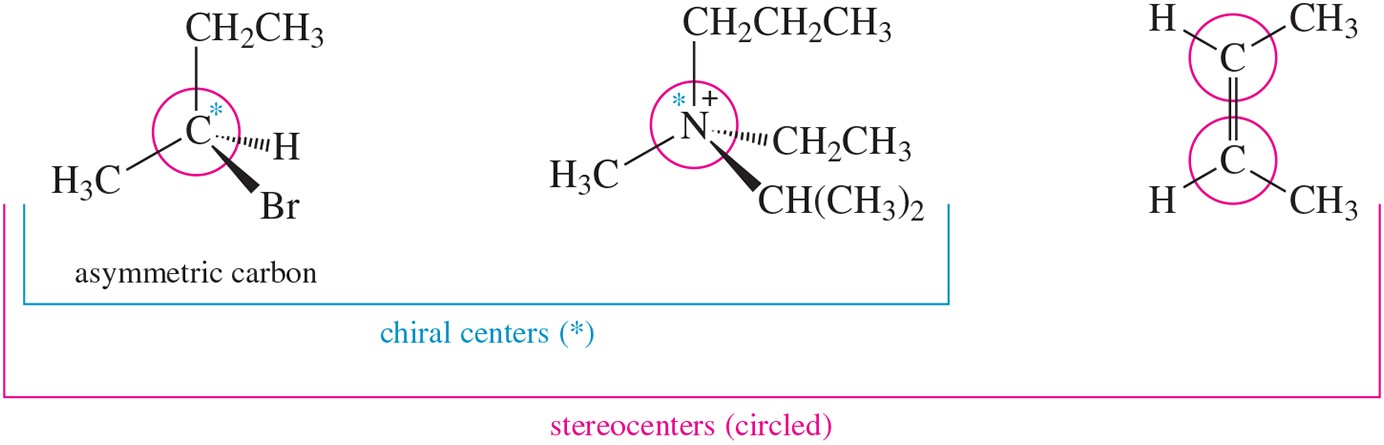 CH₂CH₃
C*
H
H₃C
Br
asymmetric carbon
CH₂CH₂CH₃
* +
N
CH₂CH₃
H₃C
CH(CH₃)₂
H CH₃
C
C
H CH₃
chiral centers (*)
stereocenters (circled)